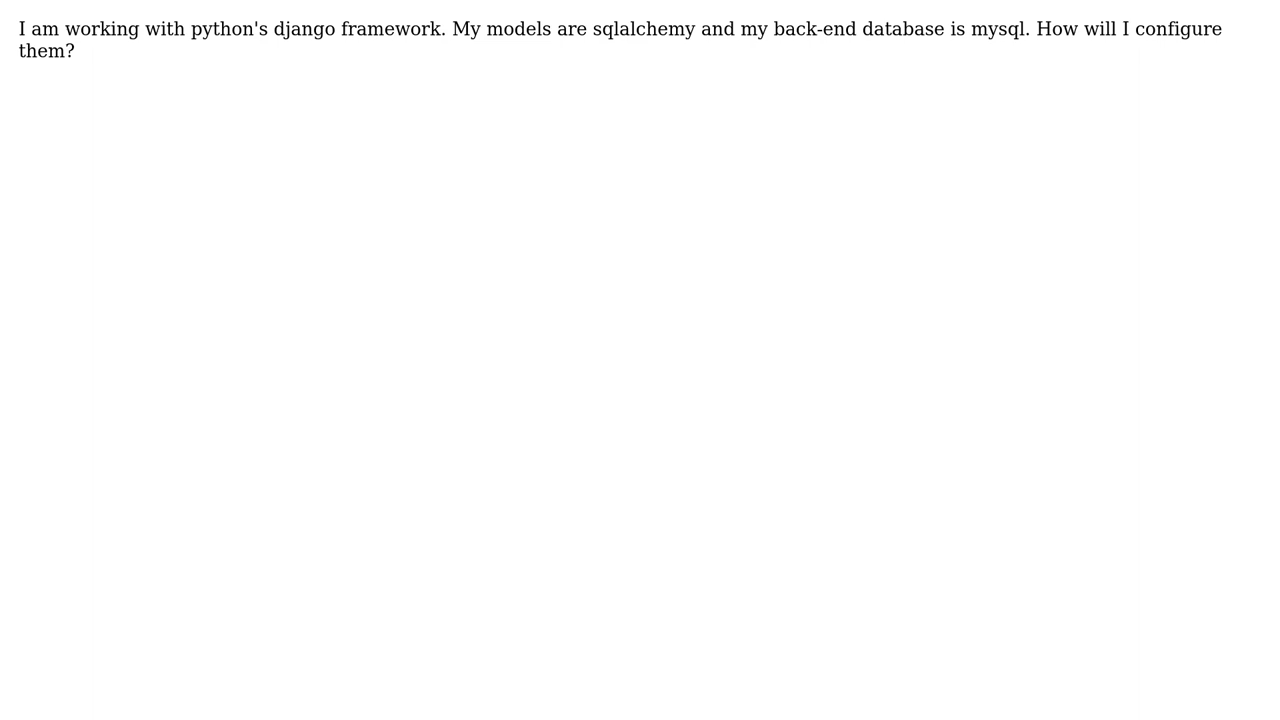 I am working with python's django framework. My models are sqlalchemy and my back-end database is mysql. How will I configure
them?